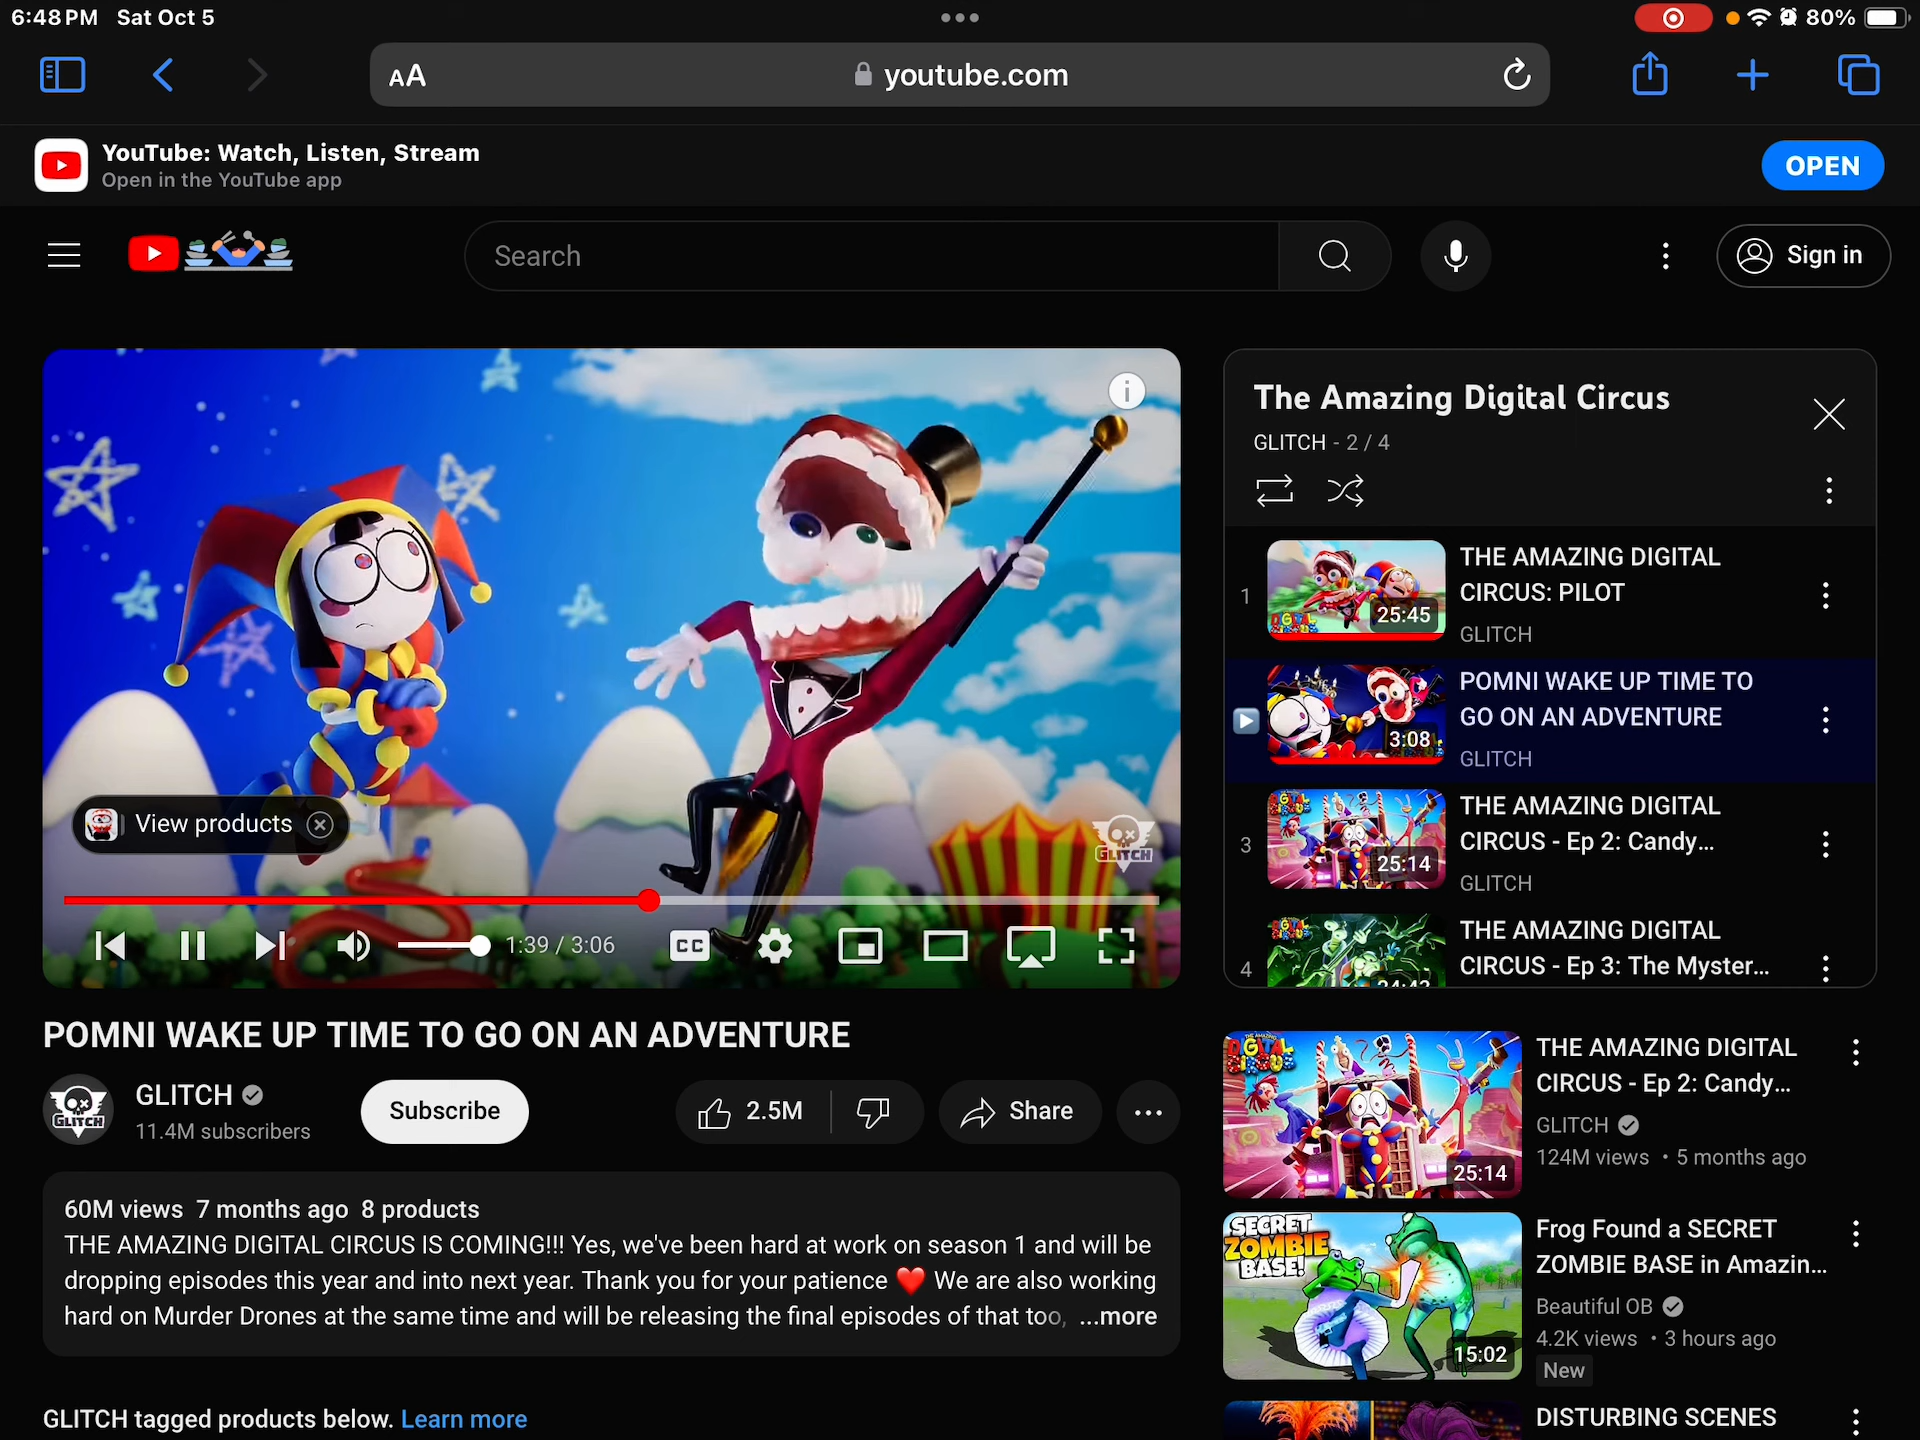 6:48 PM Sat Oct 5
80%
AA
youtube.com
YouTube: Watch, Listen, Stream
Open in the YouTube app
OPEN
Search
Sign in
View products
GLITCH
1:39 / 3:06
CC
The Amazing Digital Circus
GLITCH - 2 / 4
1
25:45
THE AMAZING DIGITAL
CIRCUS: PILOT
GLITCH
3:08
POMNI WAKE UP TIME TO
GO ON AN ADVENTURE
GLITCH
3
25:14
THE AMAZING DIGITAL
CIRCUS - Ep 2: Candy...
GLITCH
4
THE AMAZING DIGITAL
CIRCUS - Ep 3: The Myster...
POMNI WAKE UP TIME TO GO ON AN ADVENTURE
GLITCH
GLITCH
11.4M subscribers
Subscribe
2.5M
Share
60M views 7 months ago 8 products
THE AMAZING DIGITAL CIRCUS IS COMING!!! Yes, we've been hard at work on season 1 and will be
dropping episodes this year and into next year. Thank you for your patience ❤️ We are also working
hard on Murder Drones at the same time and will be releasing the final episodes of that too, ...more
GLITCH tagged products below. Learn more
DIGITAL
CIRCUS
25:14
THE AMAZING DIGITAL
CIRCUS - Ep 2: Candy...
GLITCH
124M views • 5 months ago
SECRET
ZOMBIE
BASE!
15:02
Frog Found a SECRET
ZOMBIE BASE in Amazin...
Beautiful OB
4.2K views • 3 hours ago
New
DISTURBING SCENES